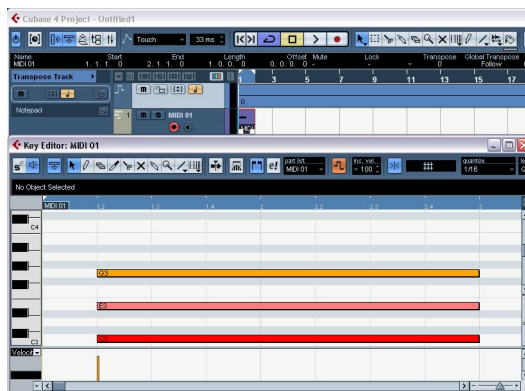 Cubase 4 Project - Untitled1
Touch 33 ms
Name Start End Length Offset Mute Lock Transpose Global Transpose
MIDI 01 1. 1. 1. 0 2. 1. 1. 0 1. 0. 0. 0 0. 0. 0. 0 - - 0 Follow
Transpose Track
1 3 5 7 9 11 13 15 17
m
m
0
Notepad
1 m s MIDI 01
Key Editor: MIDI 01
part list ins. vel. quantize
MIDI 01 100 1/16
No Object Selected
MIDI 01 1.2 1.3 1.4 2 2.2 2.3 2.4 3
C4
G3
E3
C3
C3
Velocit